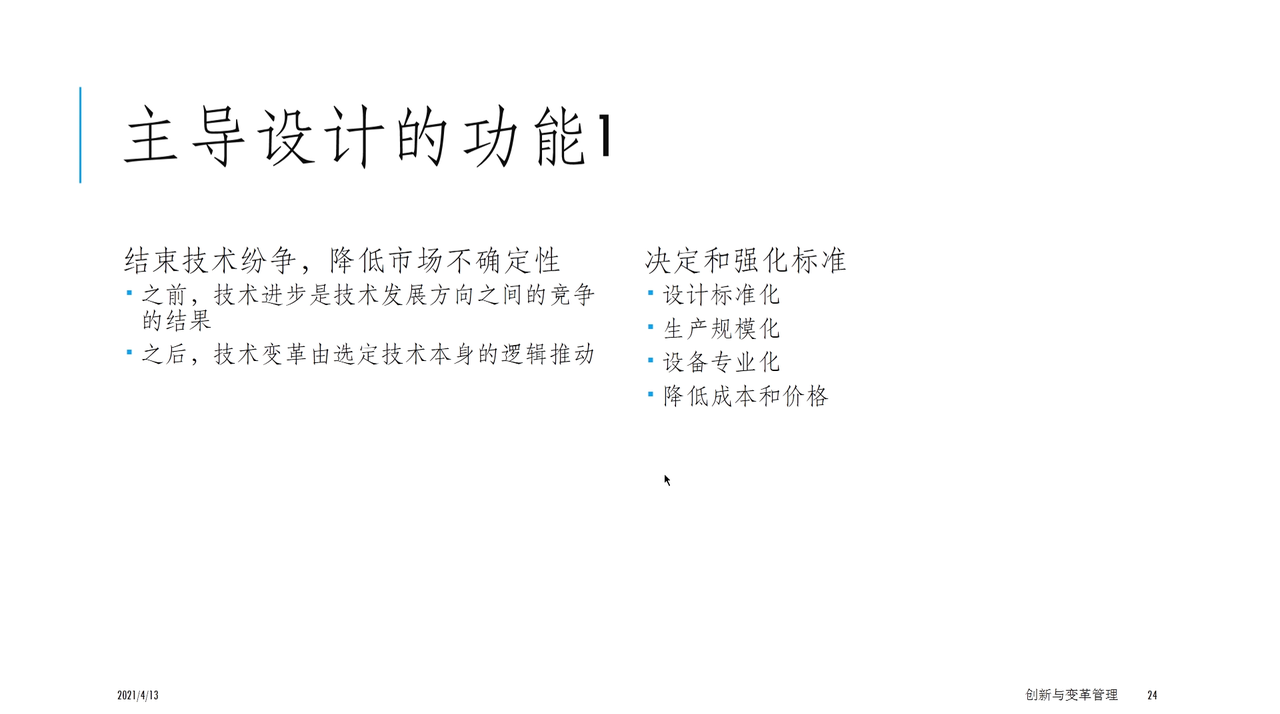 主导设计的功能1
结束技术纷争，降低市场不确定性
之前，技术进步是技术发展方向之间的竞争
的结果
之后，技术变革由选定技术本身的逻辑推动
决定和强化标准
设计标准化
生产规模化
设备专业化
降低成本和价格
2021/4/13
创新与变革管理
24